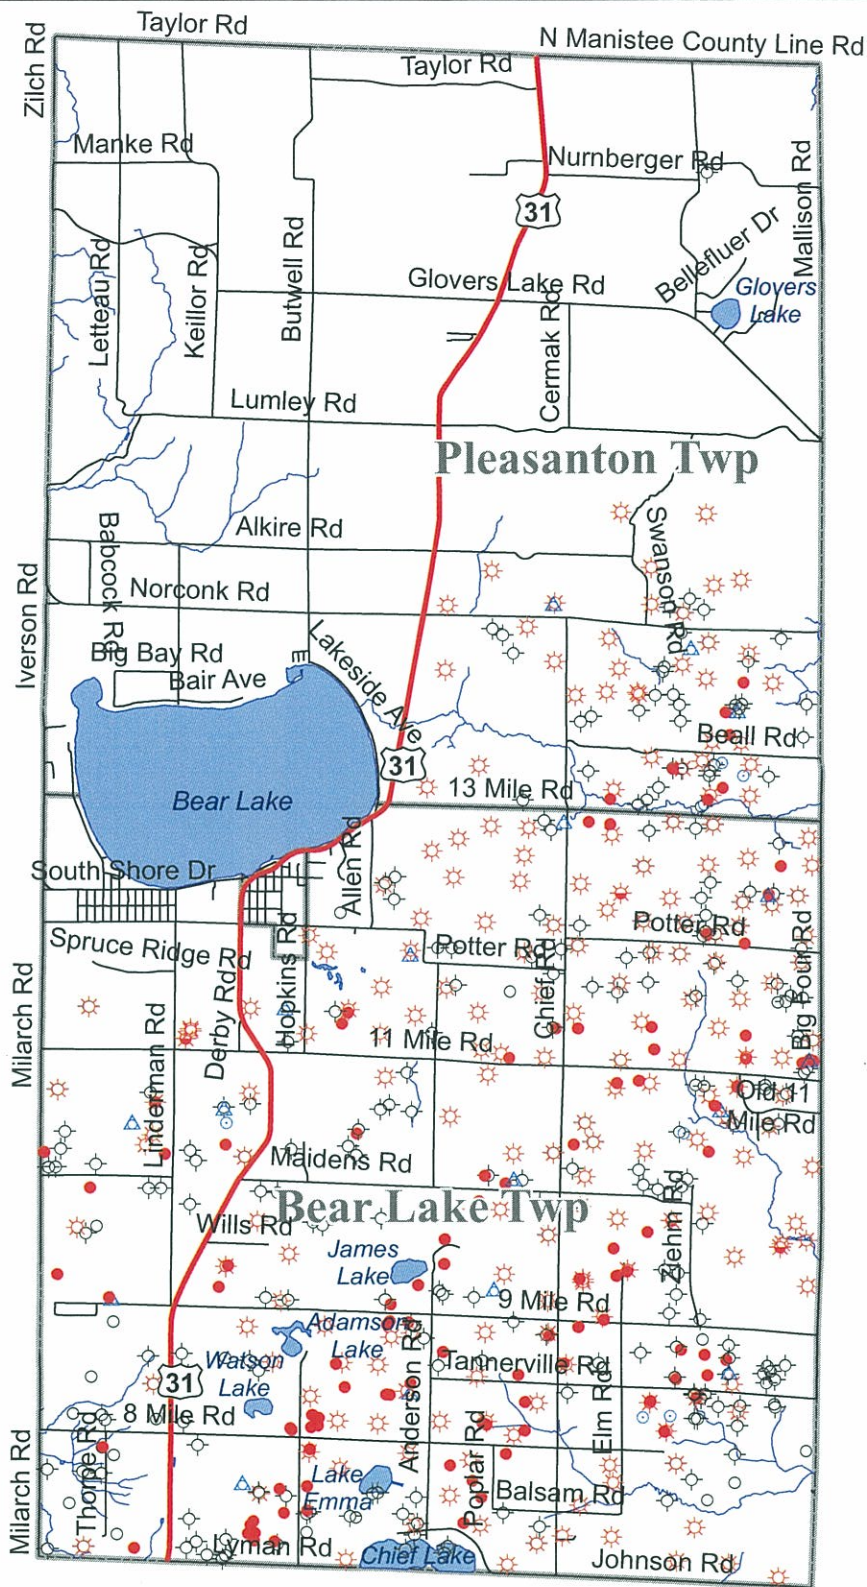 Taylor Rd
N Manistee County Line Rd
Zilch Rd
Taylor Rd
Manke Rd
Nurnberger Rd
Mallison Rd
31
Bellefluer Dr
Letteau Rd
Keillor Rd
Butwell Rd
Glovers Lake Rd
Glovers
Lake
Cermak Rd
Lumley Rd
Pleasanton Twp
Swanson Rd
Babcock Rd
Alkire Rd
Iverson Rd
Norconk Rd
Big Bay Rd
E
Lakeside Ave
Bair Ave
Beall Rd
31
Bear Lake
13 Mile Rd
Allen Rd
South Shore Dr
Potter Rd
Spruce Ridge Rd
Hopkins Rd
Potter Rd
Chief Rd
Big Four Rd
Milarch Rd
Derby Rd
Linderman Rd
11 Mile Rd
Old 11
Mile Rd
Maidens Rd
Ziehm Rd
Bear Lake Twp
Wills Rd
James
Lake
9 Mile Rd
Adamson
Lake
Anderson Rd
Watson
Lake
Tannerville Rd
31
Elm Rd
8 Mile Rd
Milarch Rd
Thorpe Rd
Poplar Rd
Lake
Emma
Balsam Rd
Lyman Rd
Chief Lake
Johnson Rd